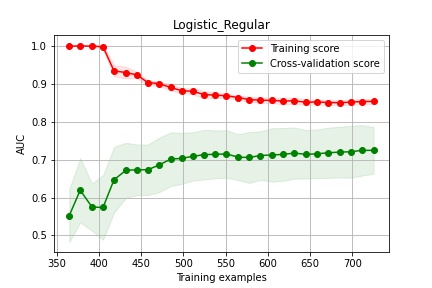 Logistic_Regular
1.0
0.9
0.8
0.7
0.6
0.5
AUC
Training score
Cross-validation score
350 400 450 500 550 600 650 700
Training examples